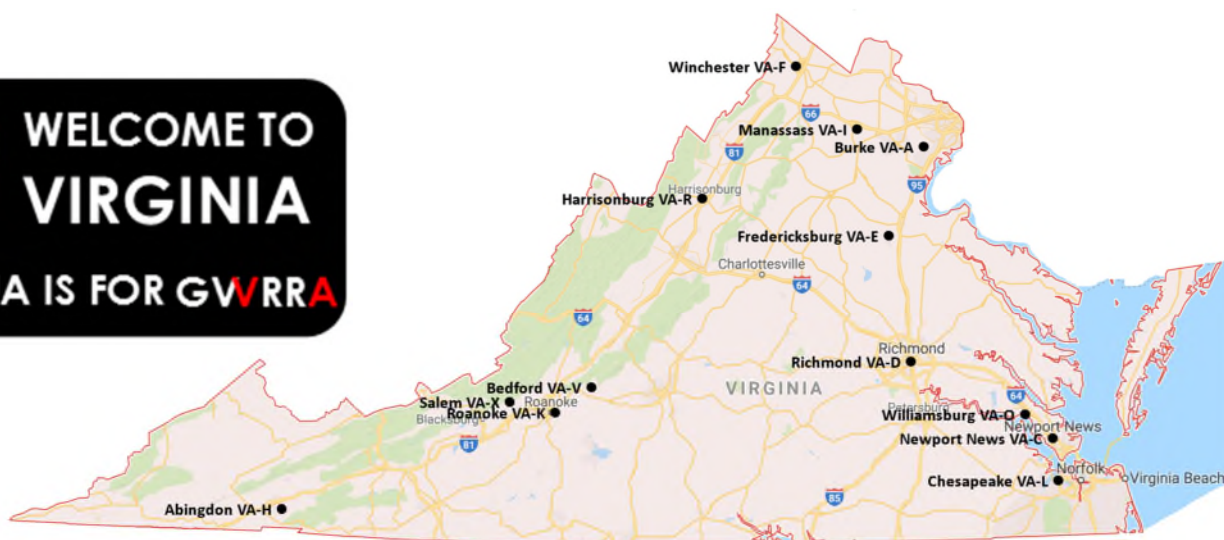 WELCOME TO
VIRGINIA
A IS FOR GWRRA
Winchester VA-F
66
Manassass VA-I
Burke VA-A
81
95
Harrisonburg
Harrisonburg VA-R
Fredericksburg VA-E
Charlottesville
64
64
Richmond
Richmond VA-D
Bedford VA-V
VIRGINIA
Salem VA-X
Roanoke
64
Petersburg
Roanoke VA-K
Blacksburg
Williamsburg VA-O
Newport News
81
Newport News VA-C
Norfolk
Chesapeake VA-L
Virginia Beach
85
Abingdon VA-H